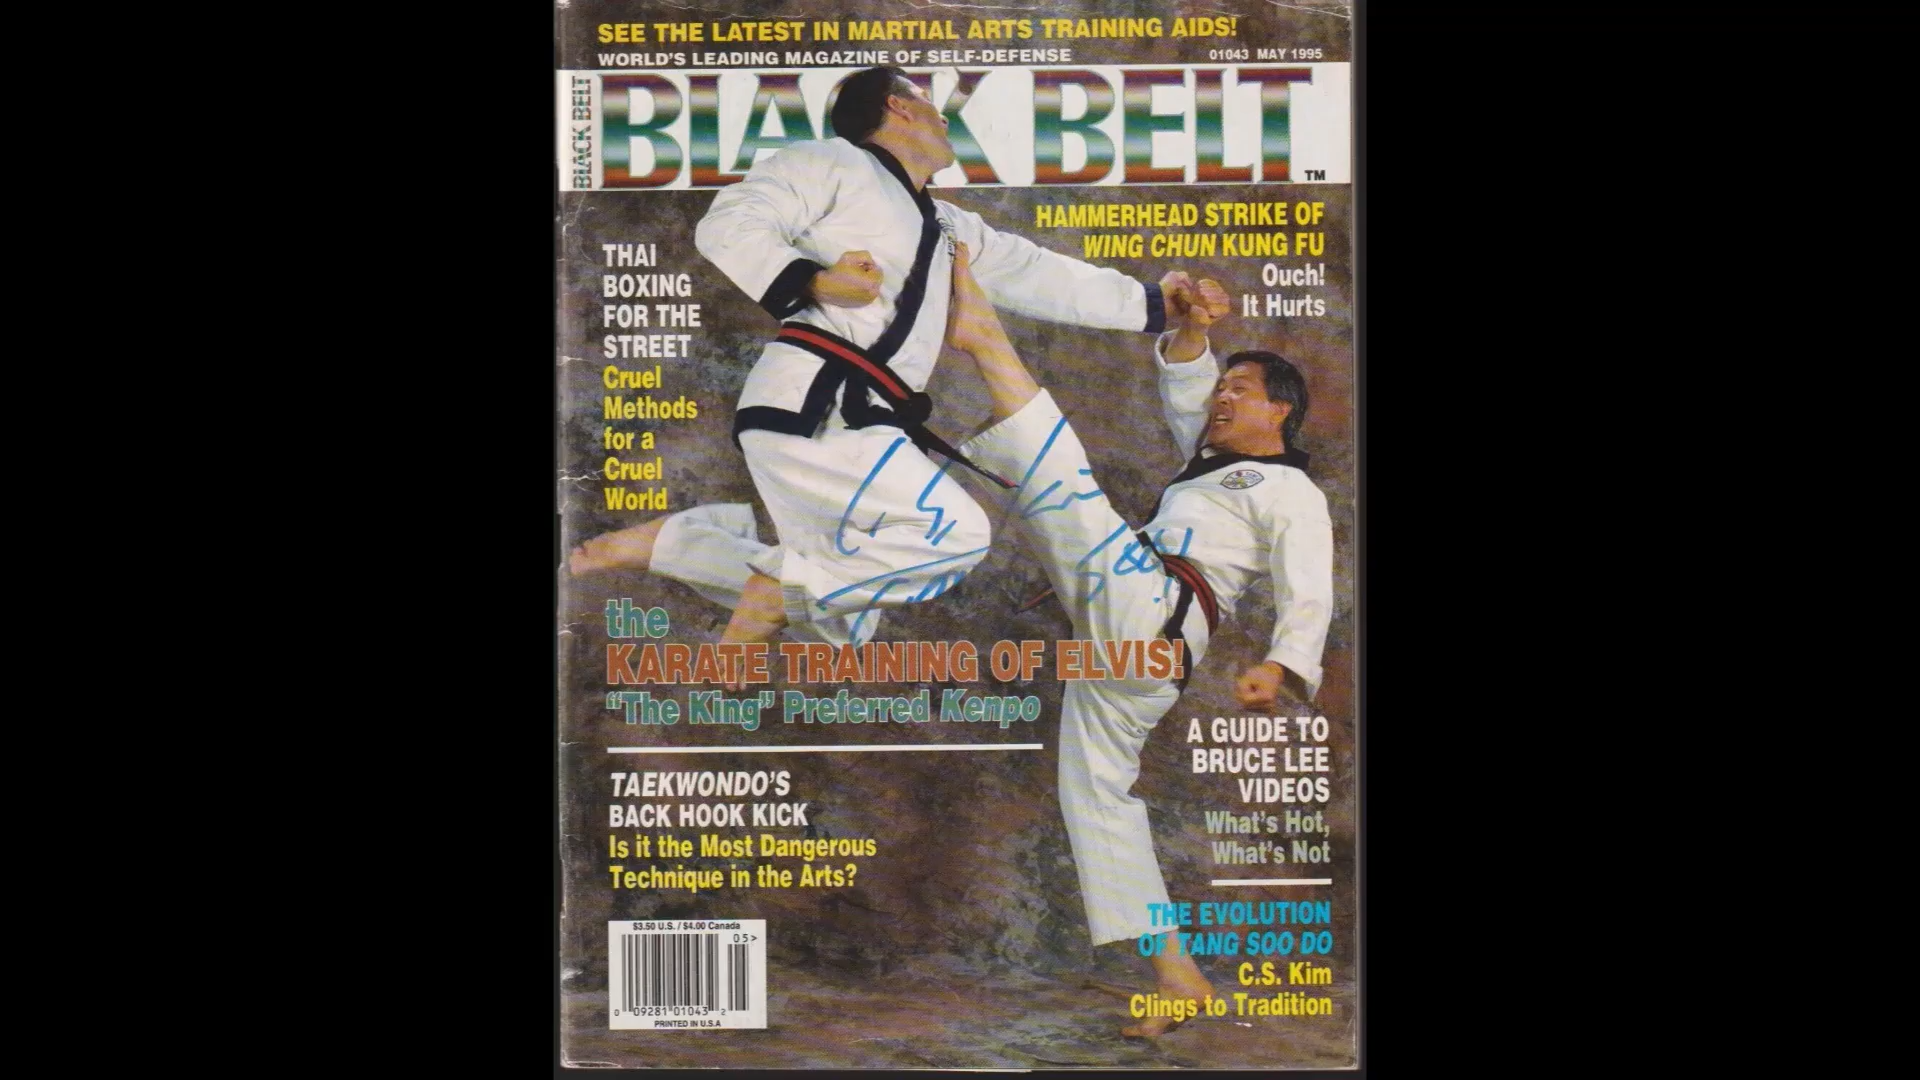 SEE THE LATEST IN MARTIAL ARTS TRAINING AIDS!
WORLD'S LEADING MAGAZINE OF SELF-DEFENSE
01043 MAY 1995
BLACK BELT
BLACK BELT
TM
HAMMERHEAD STRIKE OF
WING CHUN KUNG FU
Ouch!
It Hurts
THAI
BOXING
FOR THE
STREET
Cruel
Methods
for a
Cruel
World
the
KARATE TRAINING OF ELVIS!
"The King" Preferred Kenpo
TAEKWONDO'S
BACK HOOK KICK
Is it the Most Dangerous
Technique in the Arts?
A GUIDE TO
BRUCE LEE
VIDEOS
What's Hot,
What's Not
THE EVOLUTION
OF TANG SOO DO
C.S. Kim
Clings to Tradition
$3.50 U.S. / $4.00 Canada
05>
0 09281 01043 2
PRINTED IN U.S.A